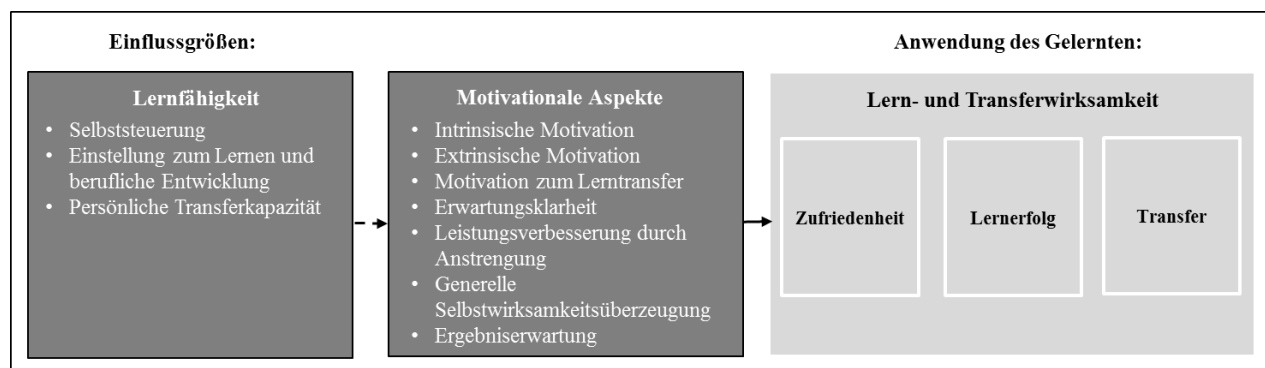 Einflussgrößen:
Lernfähigkeit
• Selbststeuerung
• Einstellung zum Lernen und
berufliche Entwicklung
• Persönliche Transferkapazität
Motivationale Aspekte
• Intrinsische Motivation
• Extrinsische Motivation
• Motivation zum Lerntransfer
• Erwartungsklarheit
• Leistungsverbesserung durch
Anstrengung
• Generelle
Selbstwirksamkeitsüberzeugung
• Ergebniserwartung
Anwendung des Gelernten:
Lern- und Transferwirksamkeit
Zufriedenheit
Lernerfolg
Transfer